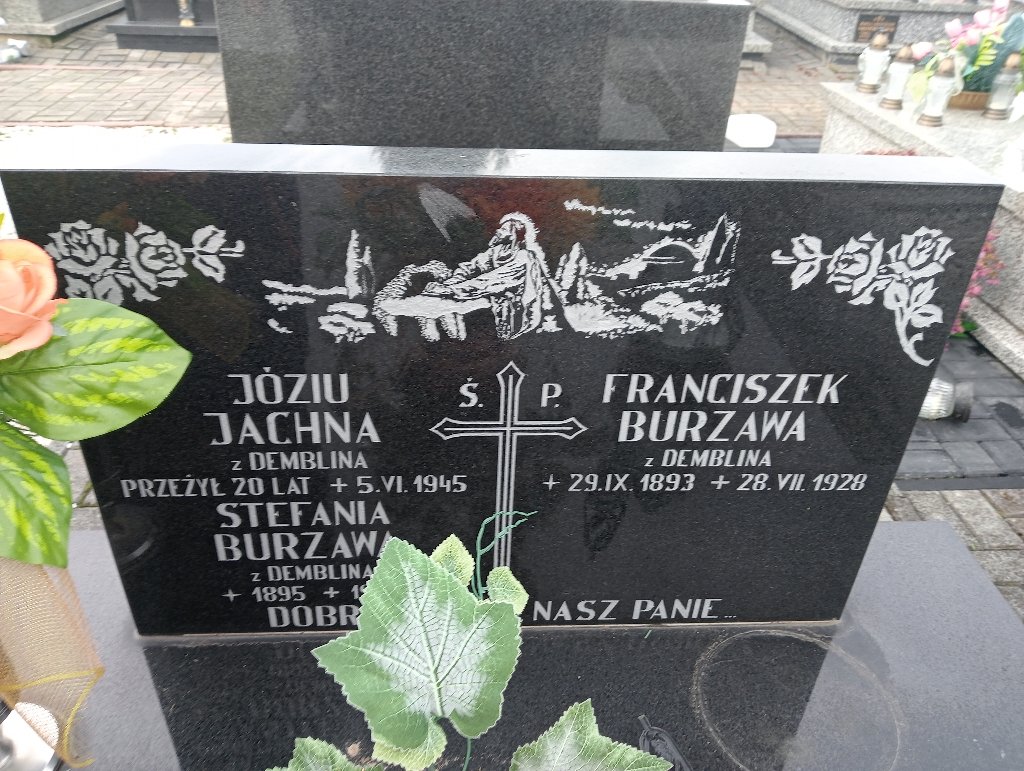 JÓZIU
JACHNA
z DEMBLINA
PRZEŻYŁ 20 LAT + 5.VI.1945
STEFANIA
BURZAWA
z DEMBLINA
+ 1895 +
Ś. P.
FRANCISZEK
BURZAWA
z DEMBLINA
+ 29.IX.1893 + 28.VII.1928
NASZ PANIE...